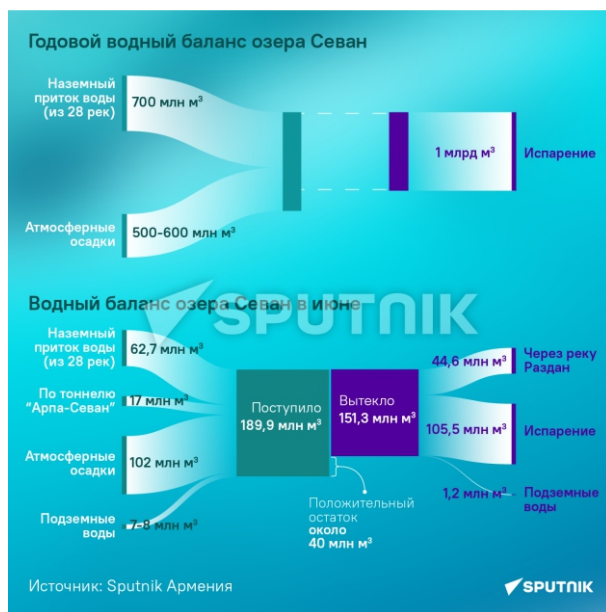 Годовой водный баланс озера Севан
Наземный
приток воды
(из 28 рек)
700 млн м³
Атмосферные
осадки
500-600 млн м³
1 млрд м³
Испарение
Водный баланс озера Севан в июне
SPUTNIK
Наземный
приток воды
(из 28 рек)
62,7 млн м³
По тоннелю
“Арпа-Севан”
17 млн м³
Атмосферные
осадки
102 млн м³
Подземные
воды
7-8 млн м³
Поступило
189,9 млн м³
Вытекло
151,3 млн м³
44,6 млн м³
Через реку
Раздан
105,5 млн м³
Испарение
1,2 млн м³
Подземные
воды
Положительный
остаток
около
40 млн м³
Источник: Sputnik Армения
SPUTNIK